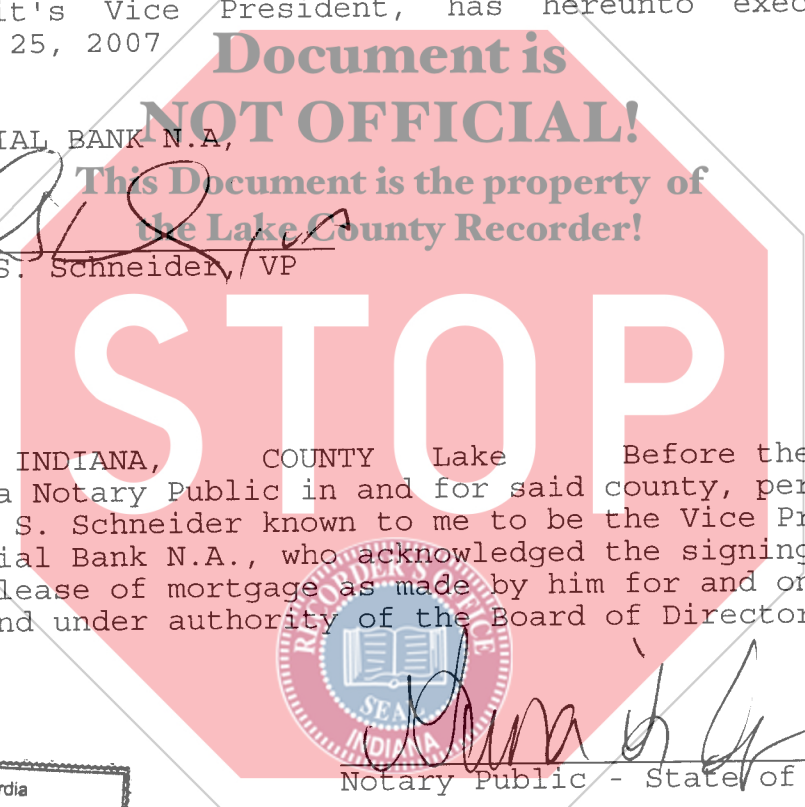 it's Vice President, has hereunto exec
25, 2007
Document is
NOT OFFICIAL!
IAL BANK N.A,
This Document is the property of
the Lake County Recorder!
S. Schneider, VP
STOP
INDIANA, COUNTY Lake Before the
a Notary Public in and for said county, per
S. Schneider known to me to be the Vice Pr
ial Bank N.A., who acknowledged the signing
lease of mortgage as made by him for and on
nd under authority of the Board of Director
RECORDER'S OFFICE
SEAL
INDIANA
Notary Public - State of
rdia